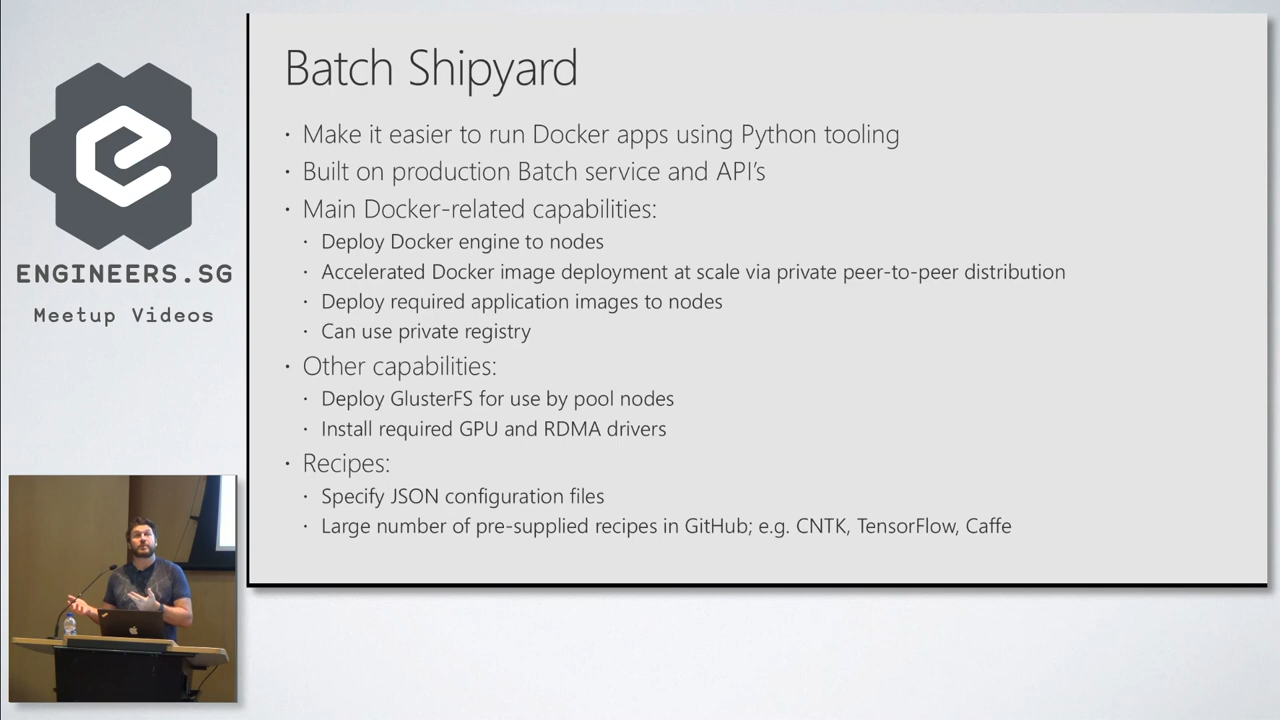 ENGINEERS.SG
Meetup Videos
Batch Shipyard
· Make it easier to run Docker apps using Python tooling
· Built on production Batch service and API's
· Main Docker-related capabilities:
· Deploy Docker engine to nodes
· Accelerated Docker image deployment at scale via private peer-to-peer distribution
· Deploy required application images to nodes
· Can use private registry
· Other capabilities:
· Deploy GlusterFS for use by pool nodes
· Install required GPU and RDMA drivers
· Recipes:
· Specify JSON configuration files
· Large number of pre-supplied recipes in GitHub; e.g. CNTK, TensorFlow, Caffe